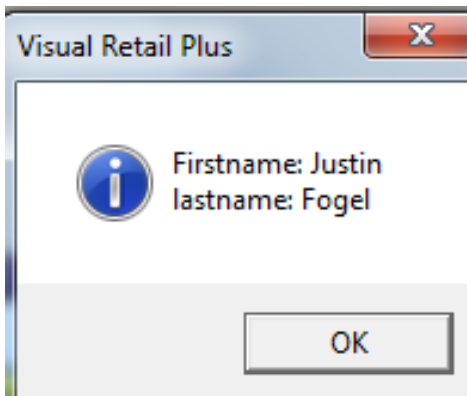 Visual Retail Plus
Firstname: Justin
lastname: Fogel
OK